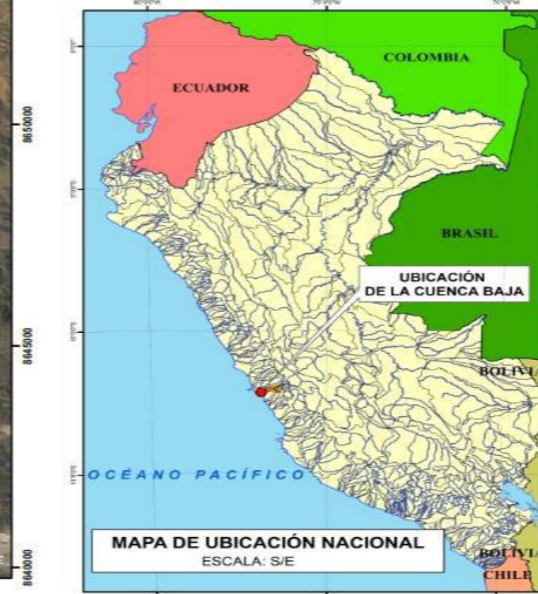 COLOMBIA
ECUADOR
8650000
BRASIL
UBICACIÓN
DE LA CUENCA BAJA
8645000
BOLIVIA
OCÉANO PACÍFICO
MAPA DE UBICACIÓN NACIONAL
ESCALA: S/E
BOLIVIA
8640000
CHILE